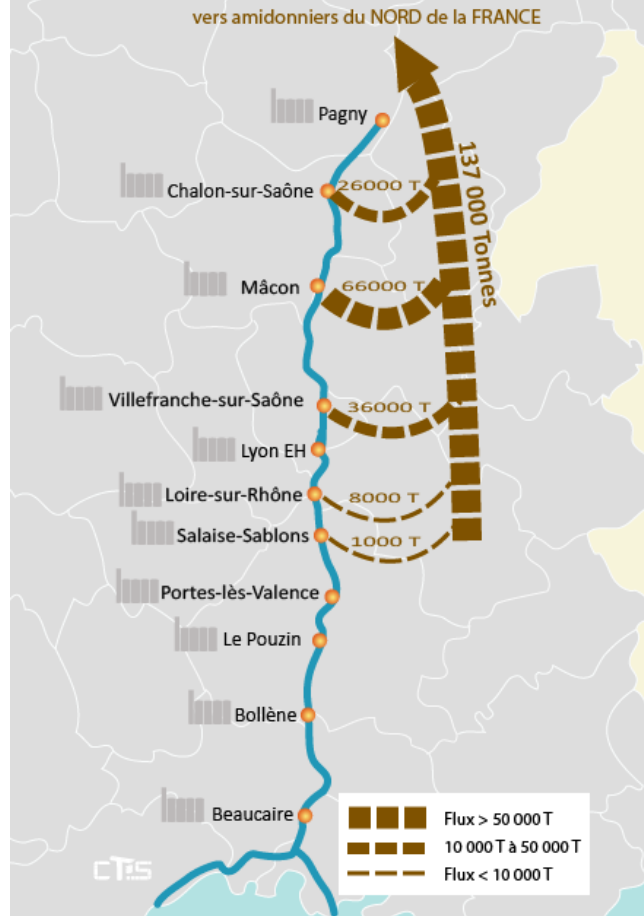 vers amidonniers du NORD de la FRANCE
Pagny
137 000 Tonnes
Chalon-sur-Saône
26000 T
Mâcon
66000 T
Villefranche-sur-Saône
36000 T
Lyon EH
Loire-sur-Rhône
8000 T
Salaise-Sablons
1000 T
Portes-lès-Valence
Le Pouzin
Bollène
Beaucaire
Flux > 50 000 T
10 000 T à 50 000 T
Flux < 10 000 T